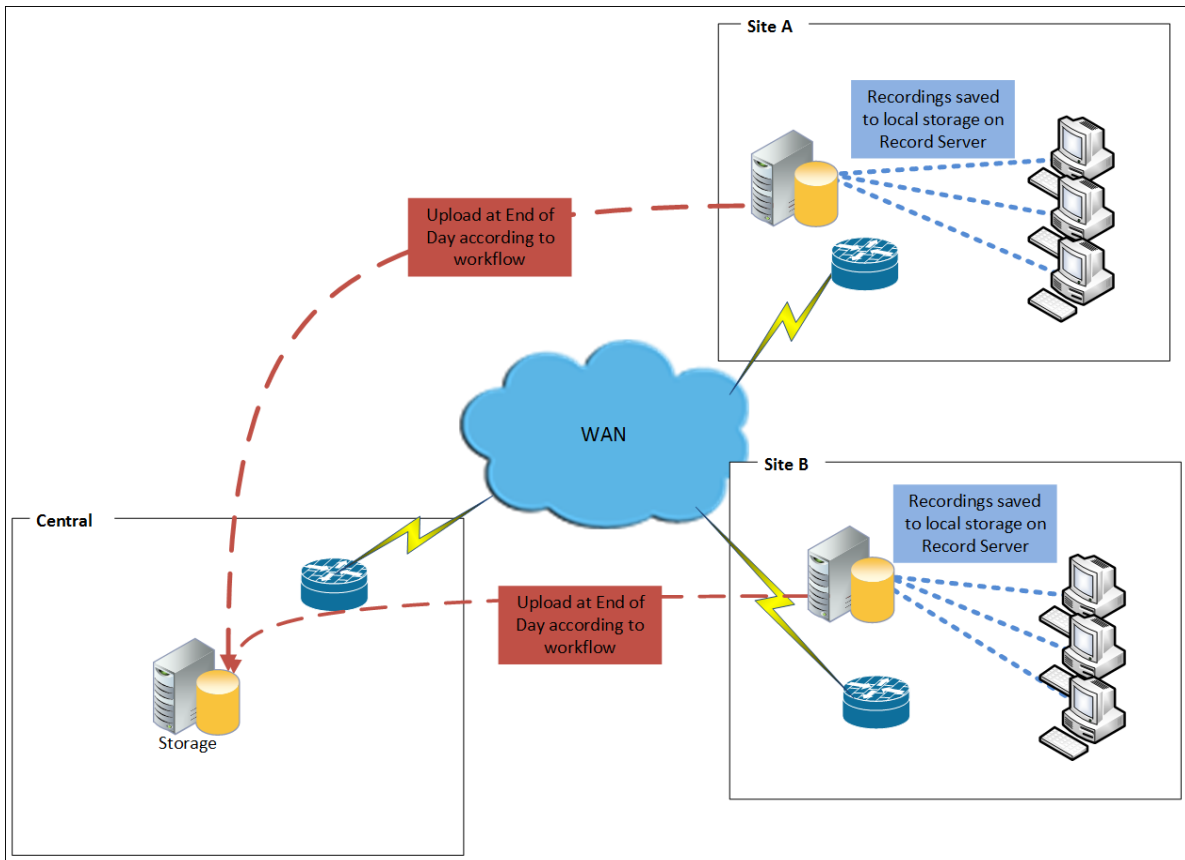 Site A
Recordings saved
to local storage on
Record Server
Upload at End of
Day according to
workflow
WAN
Site B
Recordings saved
to local storage on
Record Server
Central
Upload at End of
Day according to
workflow
Storage